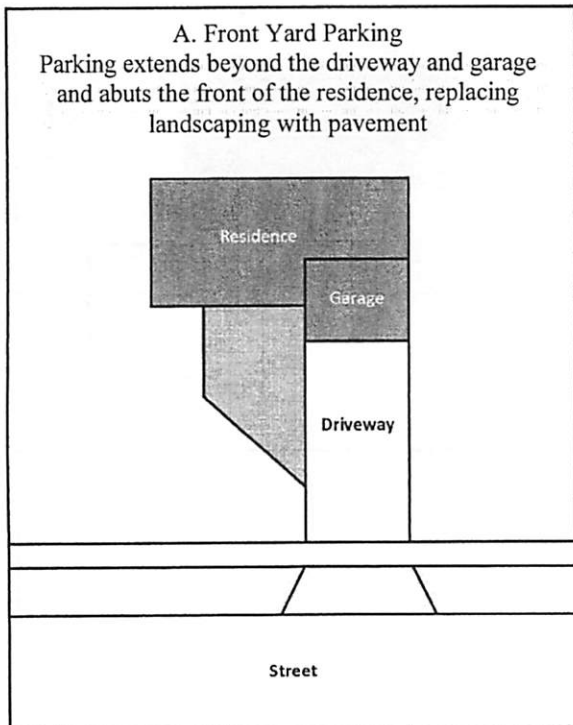 A. Front Yard Parking
Parking extends beyond the driveway and garage
and abuts the front of the residence, replacing
landscaping with pavement
Residence
Garage
Driveway
Street